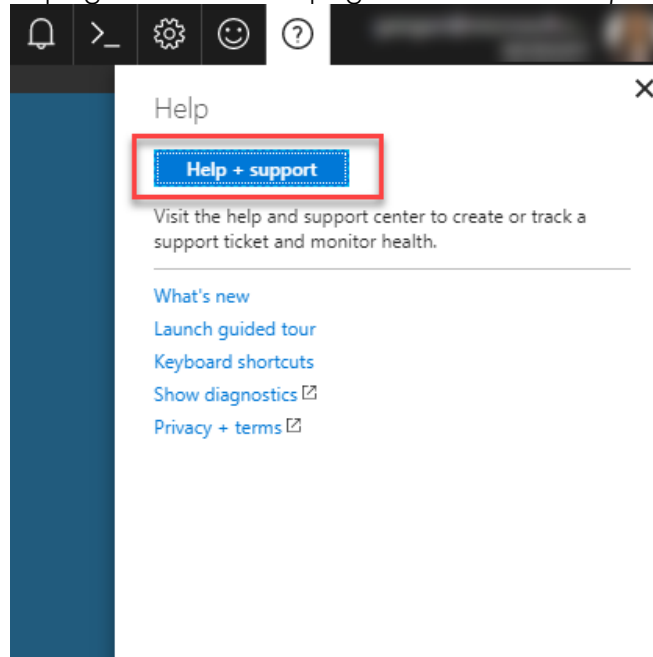 Help
Help + support
Visit the help and support center to create or track a
support ticket and monitor health.
What's new
Launch guided tour
Keyboard shortcuts
Show diagnostics
Privacy + terms